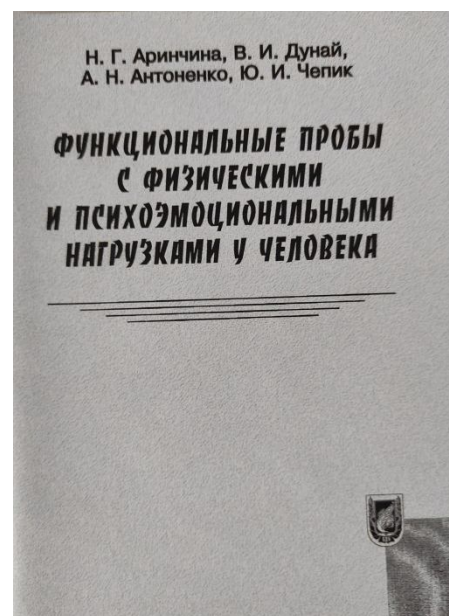 Н. Г. Аринчина, В. И. Дунай,
А. Н. Антоненко, Ю. И. Чепик
ФУНКЦИОНАЛЬНЫЕ ПРОБЫ
С ФИЗИЧЕСКИМИ
И ПСИХОЭМОЦИОНАЛЬНЫМИ
НАГРУЗКАМИ У ЧЕЛОВЕКА